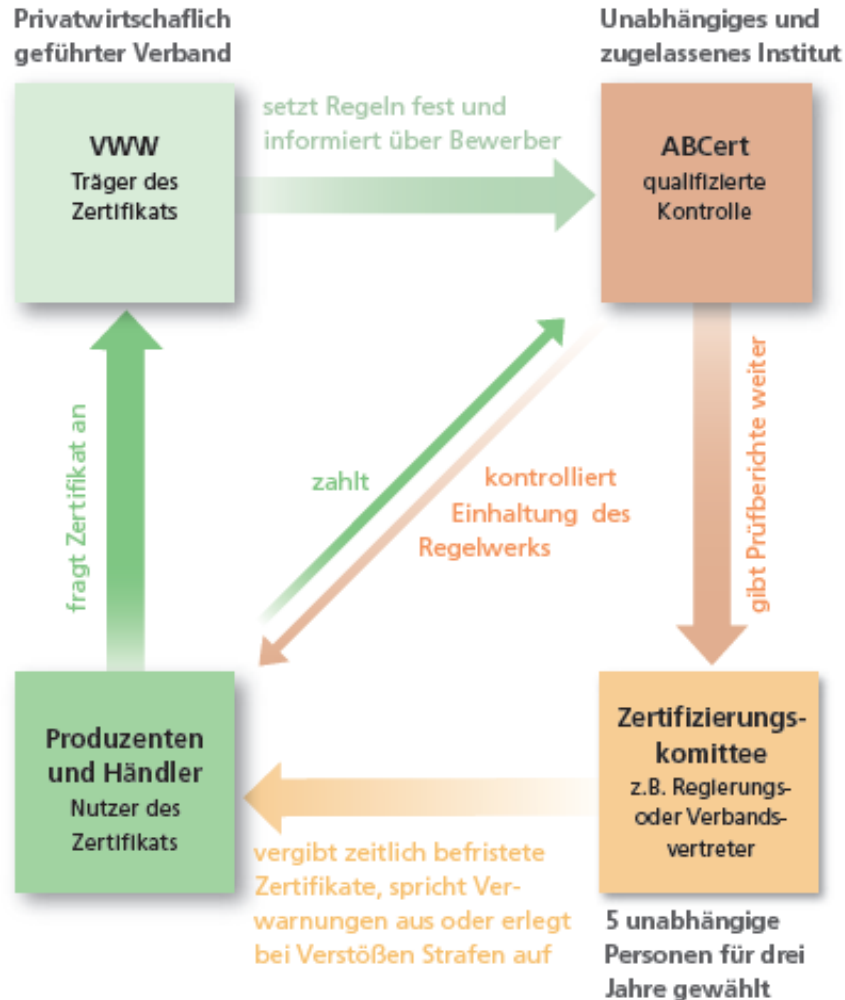 Privatwirtschaflich
geführter Verband
Unabhängiges und
zugelassenes Institut
VWW
Träger des
Zertifikats
setzt Regeln fest und
informiert über Bewerber
ABCert
qualifizierte
Kontrolle
fragt Zertifikat an
zahlt
kontrolliert
Einhaltung des
Regelwerks
gibt Prüfberichte weiter
Produzenten
und Händler
Nutzer des
Zertifikats
vergibt zeitlich befristete
Zertifikate, spricht Ver-
warnungen aus oder erlegt
bei Verstößen Strafen auf
Zertifizierungs-
komittee
z.B. Regierungs-
oder Verbands-
vertreter
5 unabhängige
Personen für drei
Jahre gewählt